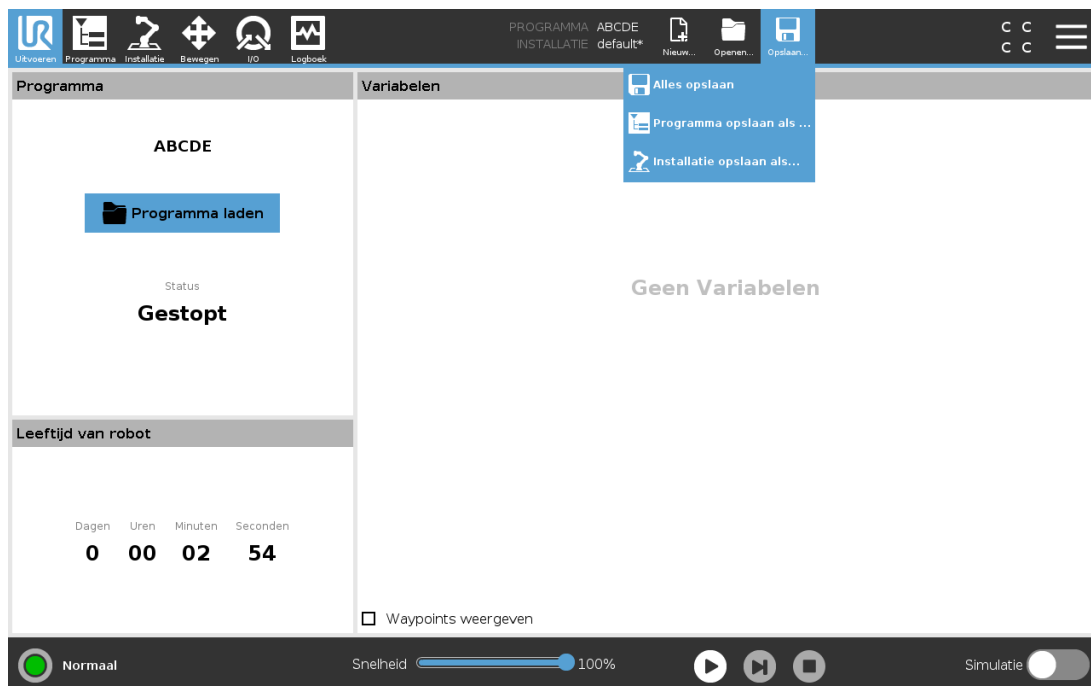 PROGRAMMA ABCDE
INSTALLATIE default*
UR
Uitvoeren Programma Installatie Bewegen I/O Logboek Nieuw... Openen... Opslaan...
C C
C C
Programma
Variabelen
Alles opslaan
Programma opslaan als ...
Installatie opslaan als...
ABCDE
Programma laden
Status
Gestopt
Geen Variabelen
Leeftijd van robot
Dagen Uren Minuten Seconden
0 00 02 54
Waypoints weergeven
Normaal
Snelheid 100%
Simulatie